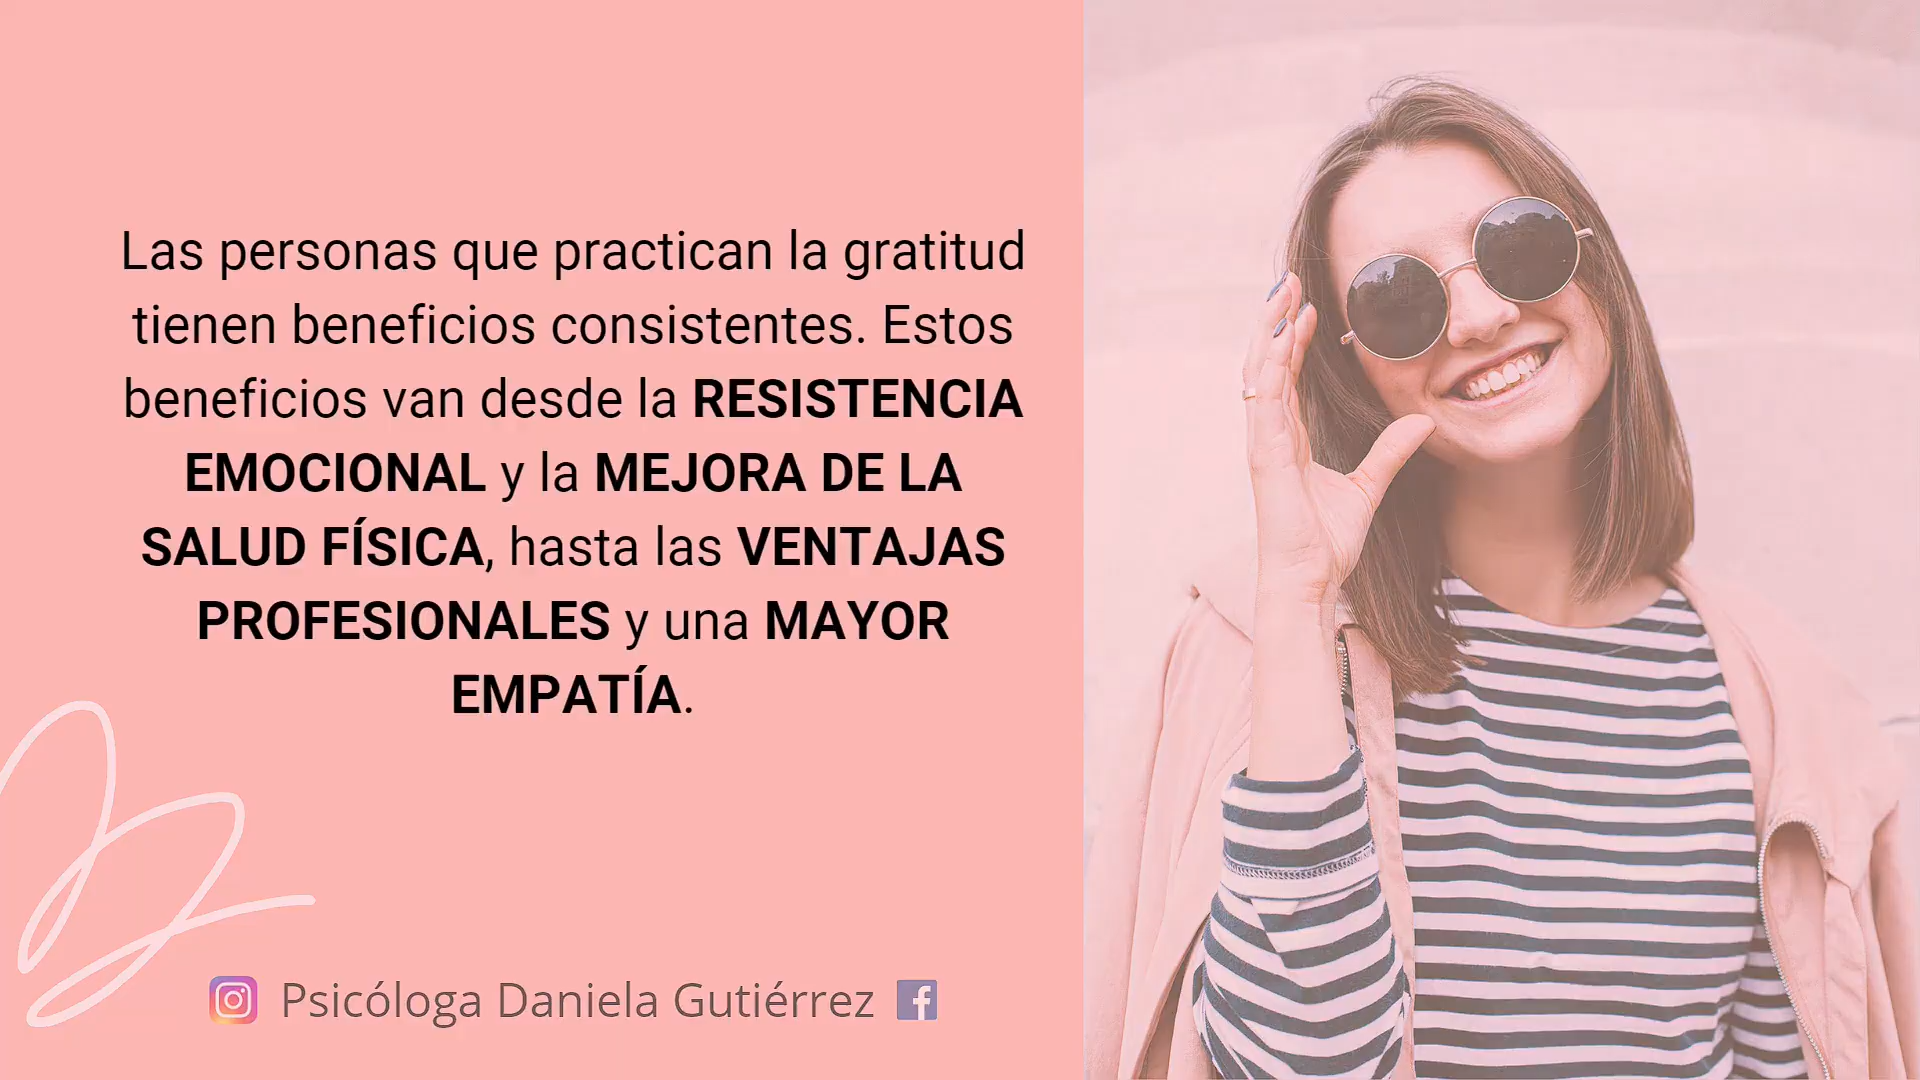 Las personas que practican la gratitud
tienen beneficios consistentes. Estos
beneficios van desde la RESISTENCIA
EMOCIONAL y la MEJORA DE LA
SALUD FÍSICA, hasta las VENTAJAS
PROFESIONALES y una MAYOR
EMPATÍA.
Psicóloga Daniela Gutiérrez